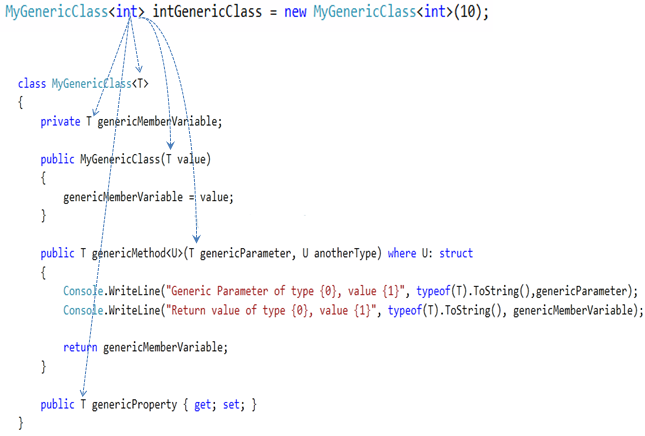 MyGenericClass<int> intGenericClass = new MyGenericClass<int>(10);
class MyGenericClass<T>
{
private T genericMemberVariable;
public MyGenericClass(T value)
{
genericMemberVariable = value;
}
public T genericMethod<U>(T genericParameter, U anotherType) where U: struct
{
Console.WriteLine("Generic Parameter of type {0}, value {1}", typeof(T).ToString(),genericParameter);
Console.WriteLine("Return value of type {0}, value {1}", typeof(T).ToString(), genericMemberVariable);
return genericMemberVariable;
}
public T genericProperty { get; set; }
}